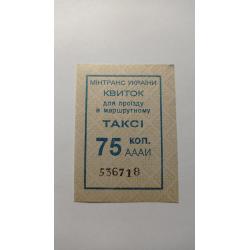 МІНТРАНС УКРАЇНИ
КВИТОК
для проїзду
в маршрутному
ТАКСІ
75 коп.
АААИ
536718